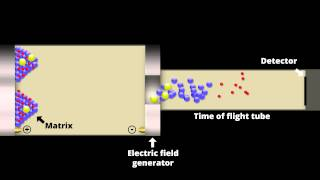 Detector
Matrix
Time of flight tube
Electric field
generator